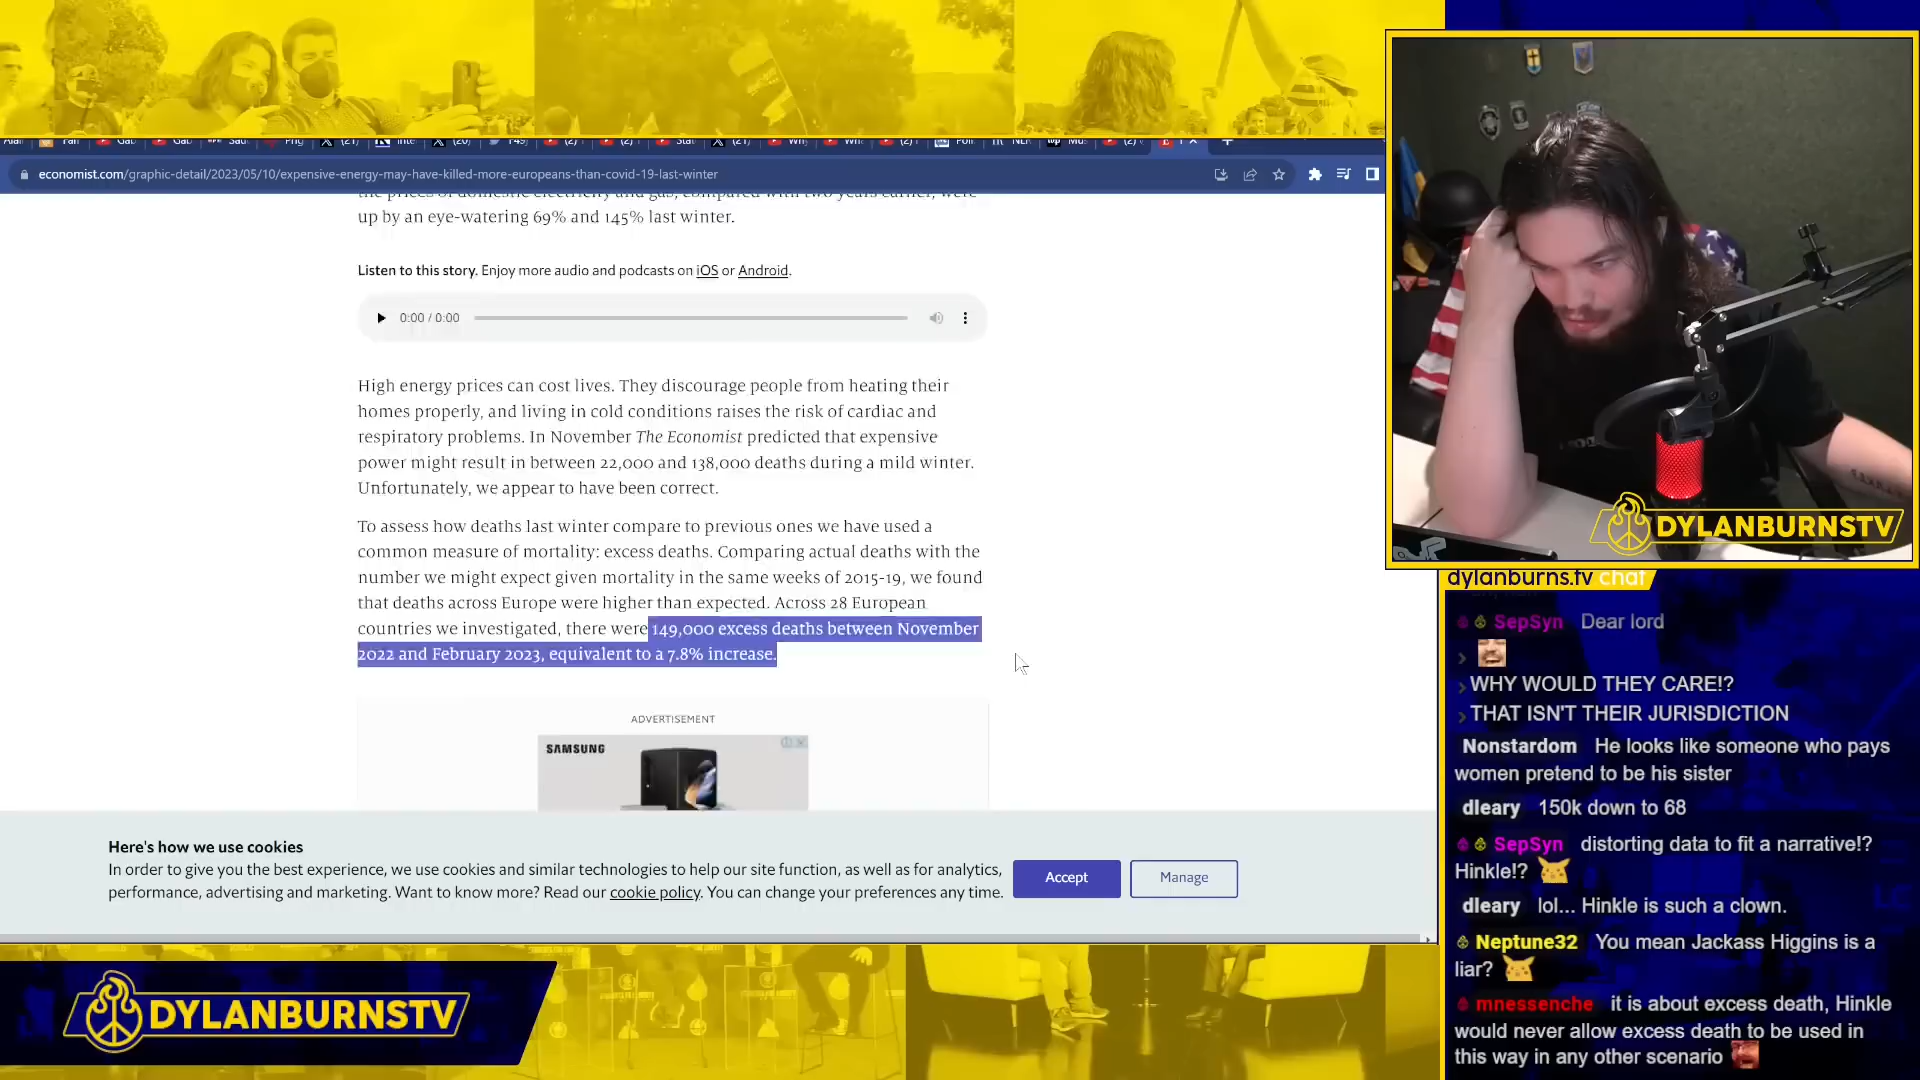 economist.com/graphic-detail/2023/05/10/expensive-energy-may-have-killed-more-europeans-than-covid-19-last-winter
the prices of domestic electricity and gas, compared with two years earlier, were
up by an eye-watering 69% and 145% last winter.
Listen to this story. Enjoy more audio and podcasts on iOS or Android.
0:00 / 0:00
High energy prices can cost lives. They discourage people from heating their
homes properly, and living in cold conditions raises the risk of cardiac and
respiratory problems. In November The Economist predicted that expensive
power might result in between 22,000 and 138,000 deaths during a mild winter.
Unfortunately, we appear to have been correct.
To assess how deaths last winter compare to previous ones we have used a
common measure of mortality: excess deaths. Comparing actual deaths with the
number we might expect given mortality in the same weeks of 2015-19, we found
that deaths across Europe were higher than expected. Across 28 European
countries we investigated, there were 149,000 excess deaths between November
2022 and February 2023, equivalent to a 7.8% increase.
ADVERTISEMENT
SAMSUNG
Here's how we use cookies
In order to give you the best experience, we use cookies and similar technologies to help our site function, as well as for analytics,
performance, advertising and marketing. Want to know more? Read our cookie policy. You can change your preferences any time.
Accept
Manage
DYLANBURNSTV
DYLANBURNSTV
dylanburns.tv chat
SepSyn Dear lord
WHY WOULD THEY CARE!?
THAT ISN'T THEIR JURISDICTION
Nonstardom He looks like someone who pays
women pretend to be his sister
dleary 150k down to 68
SepSyn distorting data to fit a narrative!?
Hinkle!?
dleary lol... Hinkle is such a clown.
Neptune32 You mean Jackass Higgins is a
liar?
mnessenche it is about excess death, Hinkle
would never allow excess death to be used in
this way in any other scenario